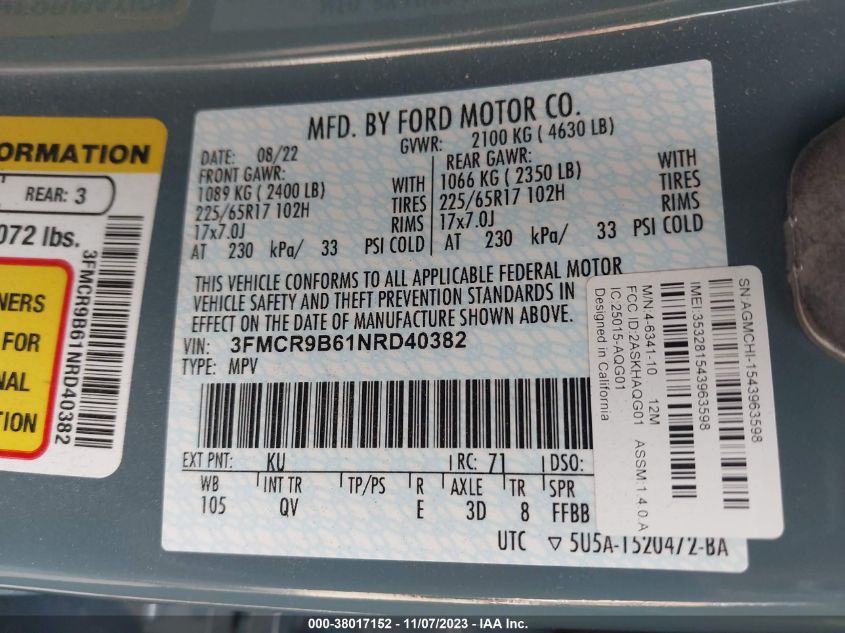 ORMATION
REAR: 3
072 lbs.
NERS
FOR
NAL
TION
3FMCR9B61NRD40382
MFD. BY FORD MOTOR CO.
DATE: 08/22 GVWR: 2100 KG ( 4630 LB)
FRONT GAWR: REAR GAWR: WITH
1089 KG ( 2400 LB) WITH 1066 KG ( 2350 LB) TIRES
225/65R17 102H TIRES 225/65R17 102H RIMS
17x7.0J RIMS 17x7.0J
AT 230 kPa/ 33 PSI COLD AT 230 kPa/ 33 PSI COLD
THIS VEHICLE CONFORMS TO ALL APPLICABLE FEDERAL MOTOR
VEHICLE SAFETY AND THEFT PREVENTION STANDARDS IN
EFFECT ON THE DATE OF MANUFACTURE SHOWN ABOVE.
VIN: 3FMCR9B61NRD40382
TYPE: MPV
EXT PNT: KU RC: 71 DSO:
WB INT TR TP/PS R AXLE TR SPR
105 QV E 3D 8 FFBB
UTC ▽ 5U5A-1520472-BA
SN:AGMCHI-1543963598
IMEI:353281543963598
M/N:4-6341-10 12M ASSM:1.4.0.A
FCC ID:2ASKHAQG01
IC:25015-AQG01
Designed in California
000-38017152 - 11/07/2023 - IAA Inc.